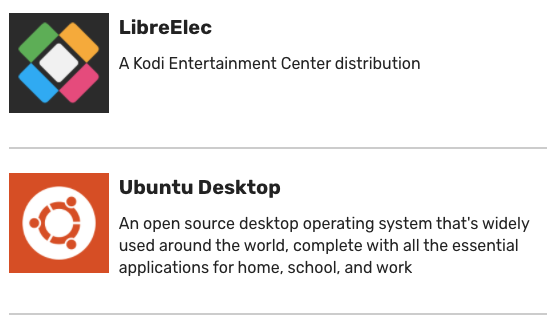 LibreElec
A Kodi Entertainment Center distribution
Ubuntu Desktop
An open source desktop operating system that's widely
used around the world, complete with all the essential
applications for home, school, and work